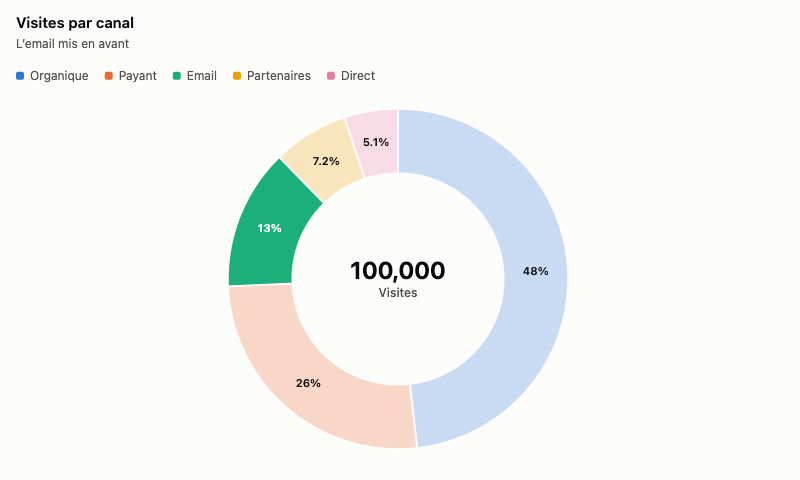 Visites par canal
L'email mis en avant
Organique Payant Email Partenaires Direct
5.1%
7.2%
13%
48%
100,000
Visites
26%